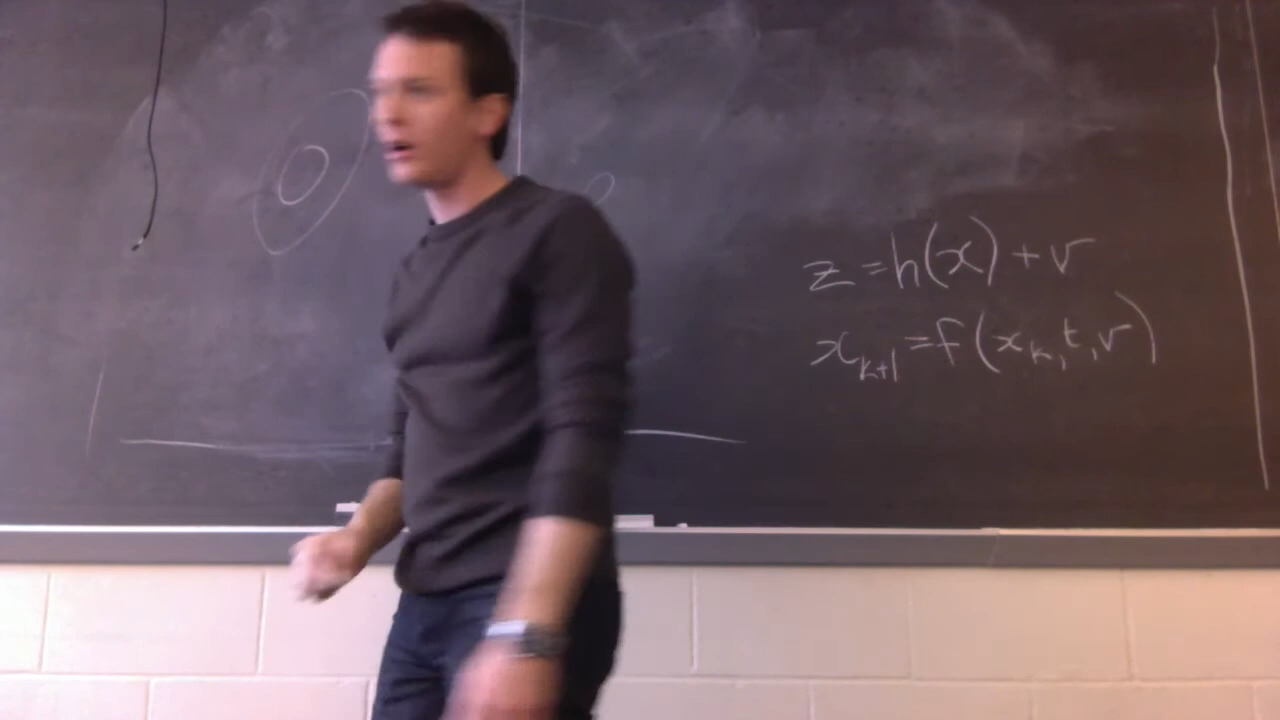 z = h(x) + v
x_{k+1} = f(x_k, t, v)